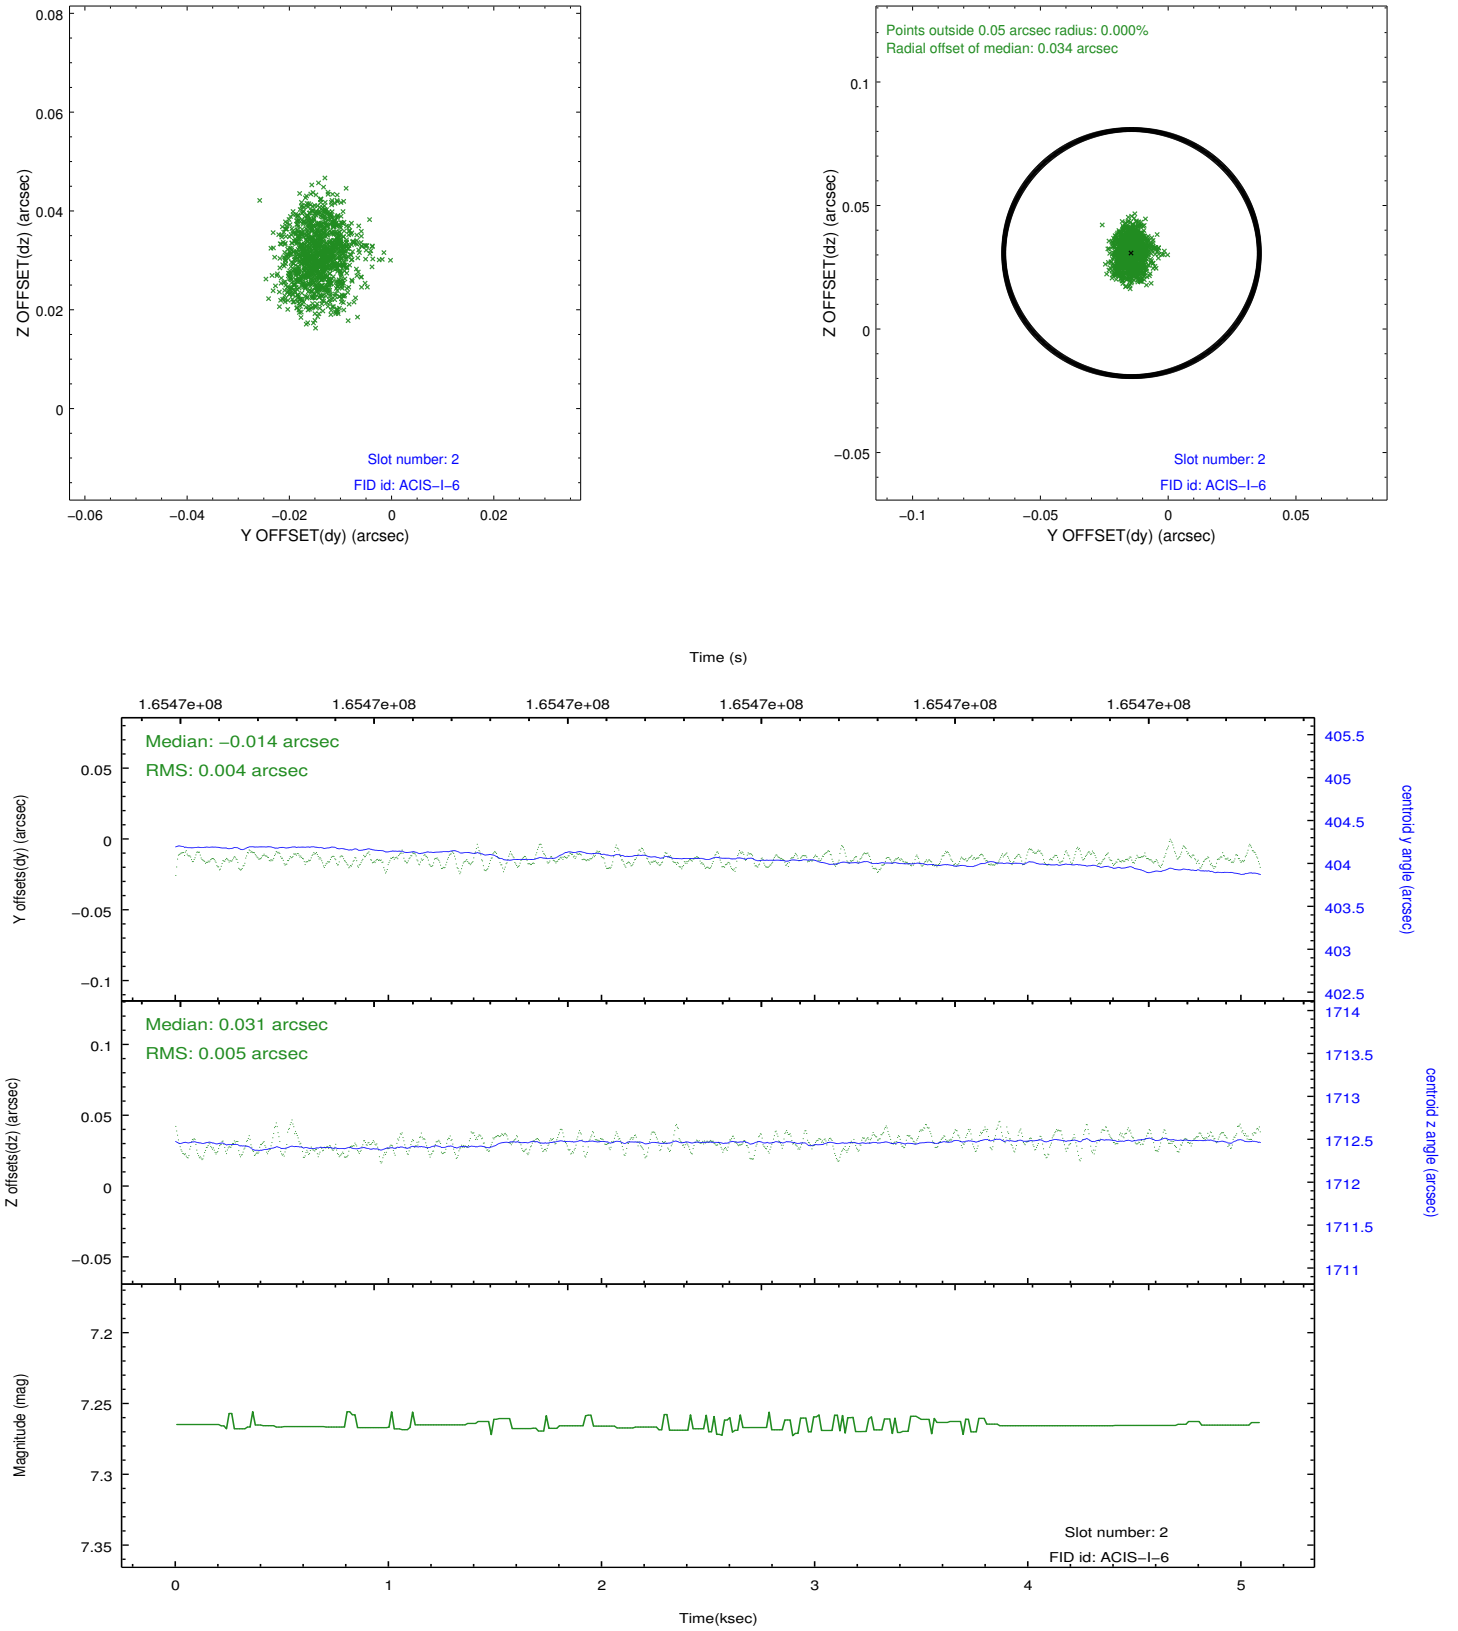 0.08
0.06
0.04
0.02
0
Z OFFSET(dz) (arcsec)
Slot number: 2
FID id: ACIS−I−6
−0.06
−0.04
−0.02
0
0.02
Y OFFSET(dy) (arcsec)
Points outside 0.05 arcsec radius: 0.000%
Radial offset of median: 0.034 arcsec
0.1
0.05
0
−0.05
Z OFFSET(dz) (arcsec)
Slot number: 2
FID id: ACIS−I−6
−0.1
−0.05
0
0.05
Y OFFSET(dy) (arcsec)
Time (s)
1.6547e+08
1.6547e+08
1.6547e+08
1.6547e+08
1.6547e+08
1.6547e+08
Median: −0.014 arcsec
RMS: 0.004 arcsec
0.05
0
−0.05
−0.1
Y offsets(dy) (arcsec)
405.5
405
404.5
404
403.5
403
402.5
centroid y angle (arcsec)
Median: 0.031 arcsec
RMS: 0.005 arcsec
0.1
0.05
0
−0.05
Z offsets(dz) (arcsec)
1714
1713.5
1713
1712.5
1712
1711.5
1711
centroid z angle (arcsec)
7.2
7.25
7.3
7.35
Magnitude (mag)
Slot number: 2
FID id: ACIS−I−6
0
1
2
3
4
5
Time(ksec)